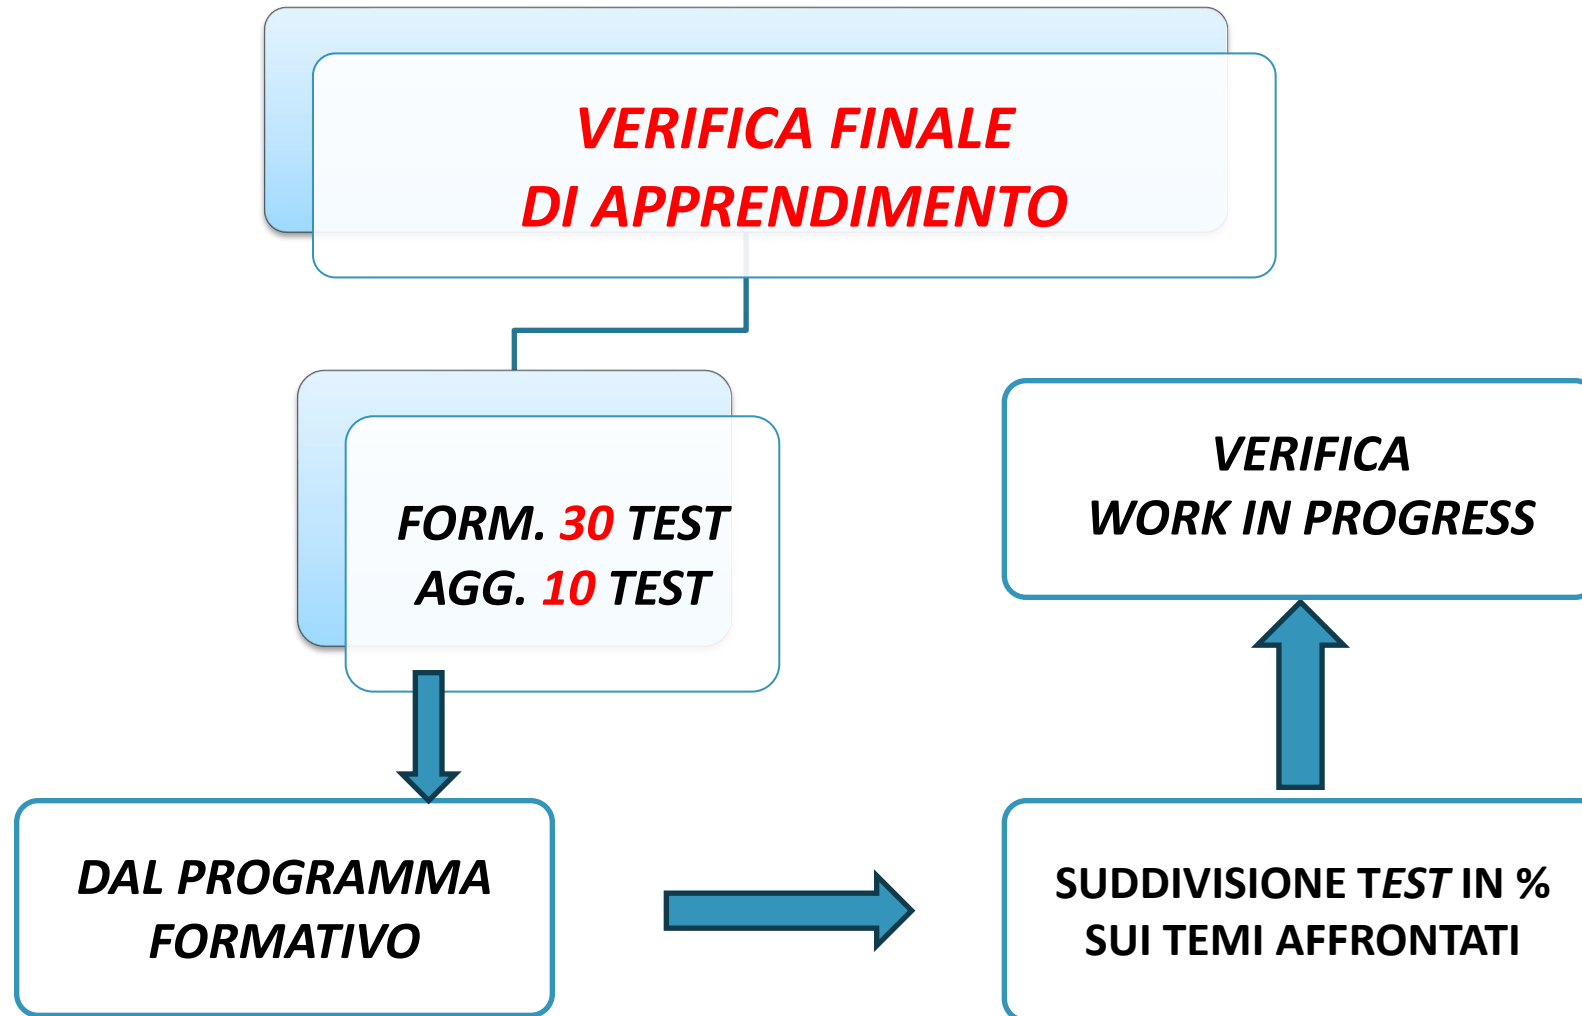 VERIFICA FINALE
DI APPRENDIMENTO
FORM. 30 TEST
AGG. 10 TEST
DAL PROGRAMMA
FORMATIVO
SUDDIVISIONE TEST IN %
SUI TEMI AFFRONTATI
VERIFICA
WORK IN PROGRESS